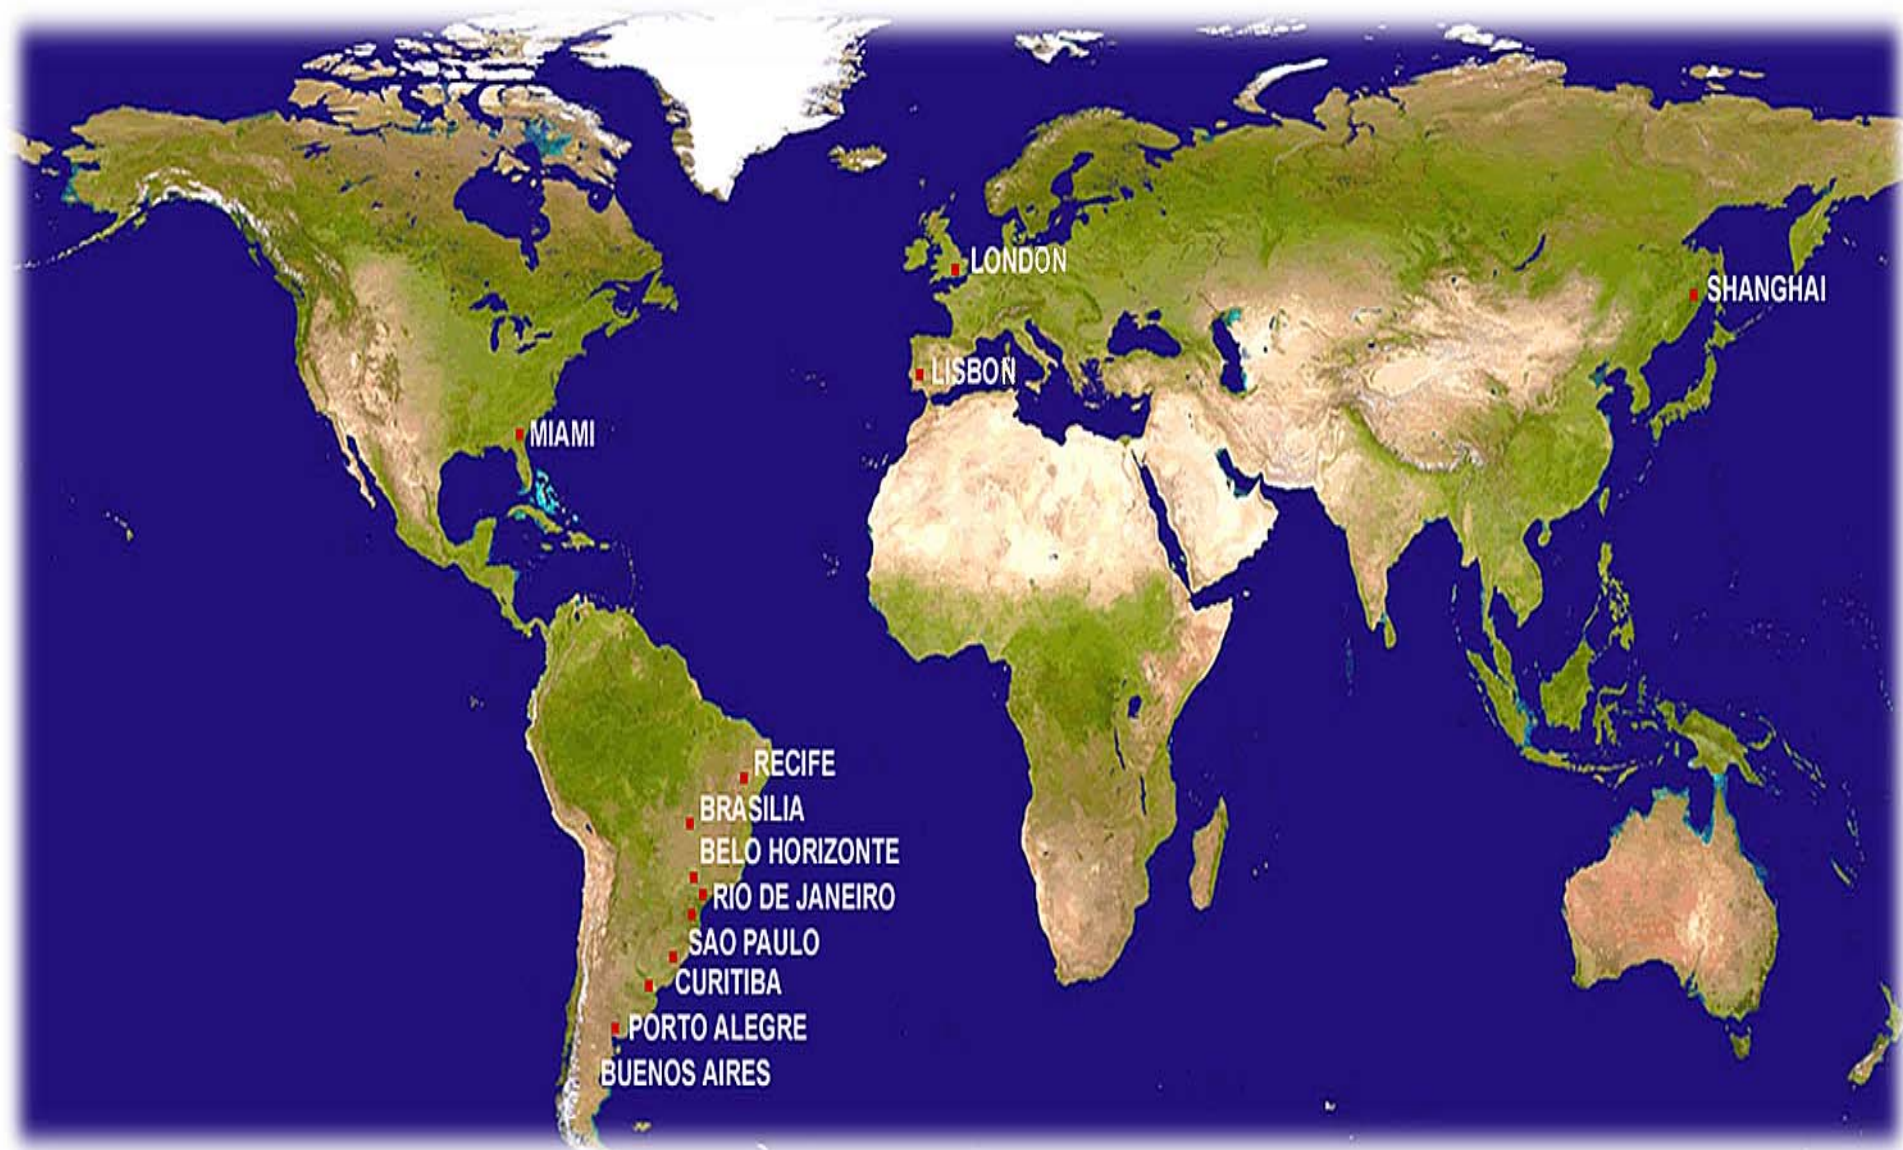 LONDON
SHANGHAI
LISBON
MIAMI
RECIFE
BRASILIA
BELO HORIZONTE
RIO DE JANEIRO
SAO PAULO
CURITIBA
PORTO ALEGRE
BUENOS AIRES